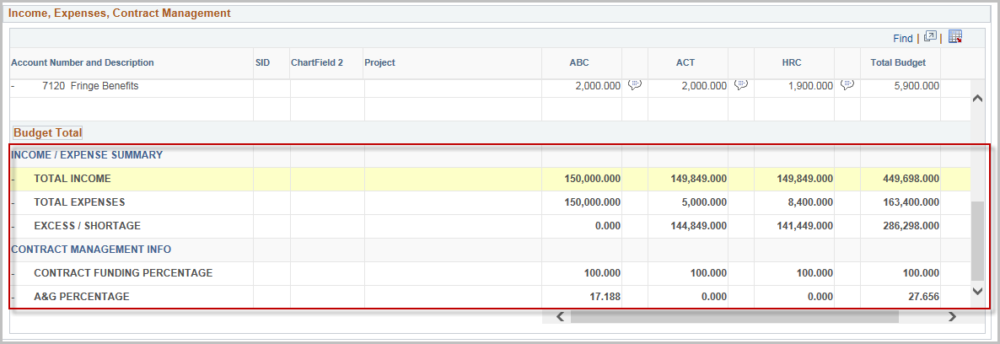 Income, Expenses, Contract Management
Find | |
Account Number and Description SID ChartField 2 Project ABC ACT HRC Total Budget
- 7120 Fringe Benefits 2,000.000 2,000.000 1,900.000 5,900.000
Budget Total
INCOME / EXPENSE SUMMARY
- TOTAL INCOME 150,000.000 149,849.000 149,849.000 449,698.000
- TOTAL EXPENSES 150,000.000 5,000.000 8,400.000 163,400.000
- EXCESS / SHORTAGE 0.000 144,849.000 141,449.000 286,298.000
CONTRACT MANAGEMENT INFO
- CONTRACT FUNDING PERCENTAGE 100.000 100.000 100.000 100.000
- A&G PERCENTAGE 17.188 0.000 0.000 27.656